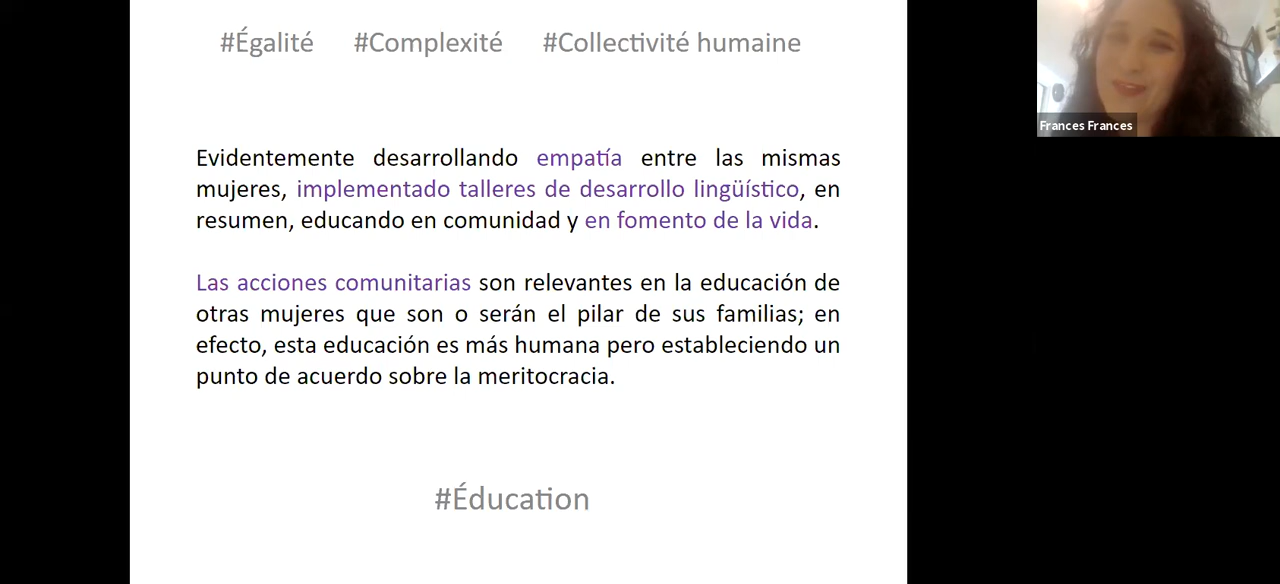 #Égalité #Complexité #Collectivité humaine
Frances Frances
Evidentemente desarrollando empatía entre las mismas
mujeres, implementado talleres de desarrollo lingüístico, en
resumen, educando en comunidad y en fomento de la vida.
Las acciones comunitarias son relevantes en la educación de
otras mujeres que son o serán el pilar de sus familias; en
efecto, esta educación es más humana pero estableciendo un
punto de acuerdo sobre la meritocracia.
#Éducation